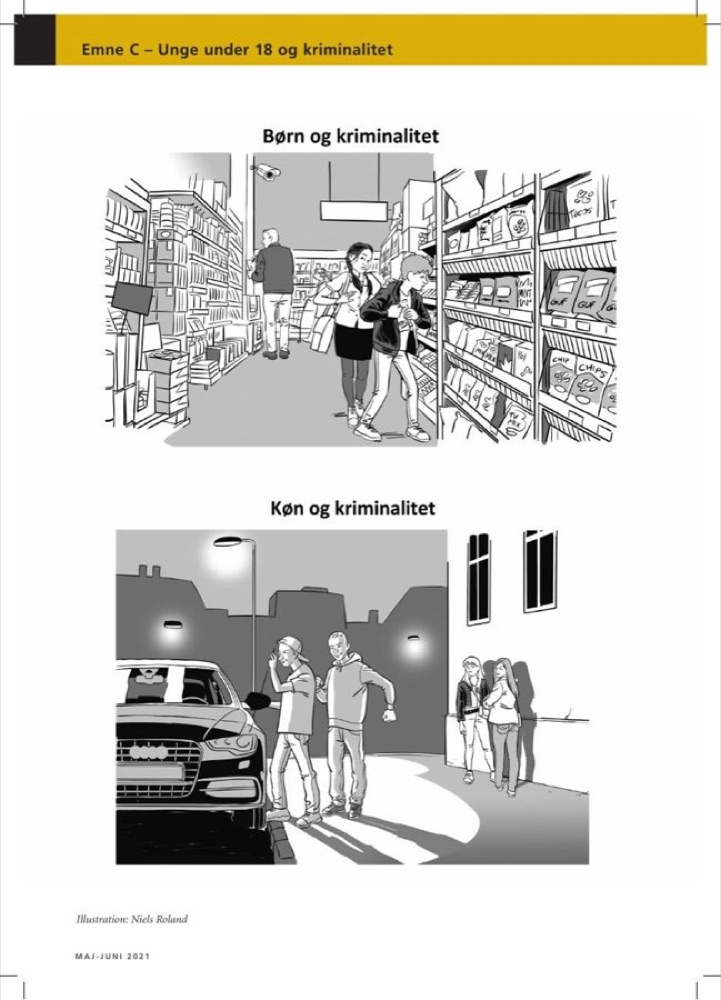 Emne C – Unge under 18 og kriminalitet
Børn og kriminalitet
Tacos
GUF
GUF
GUF
CHIP
CHIPS
Køn og kriminalitet
Illustration: Niels Roland
MAJ-JUNI 2021